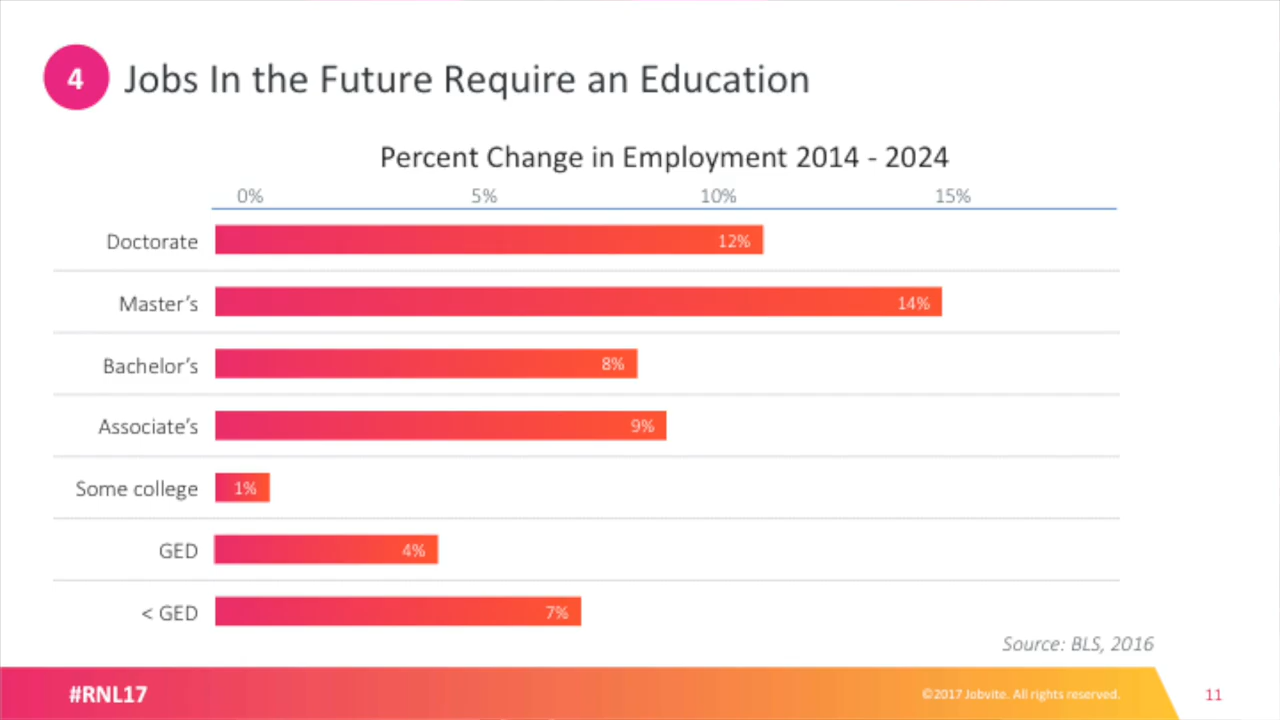 4 Jobs In the Future Require an Education
Percent Change in Employment 2014 - 2024
0% 5% 10% 15%
Doctorate 12%
Master’s 14%
Bachelor’s 8%
Associate’s 9%
Some college 1%
GED 4%
< GED 7%
Source: BLS, 2016
#RNL17 ©2017 Jobvite. All rights reserved. 11